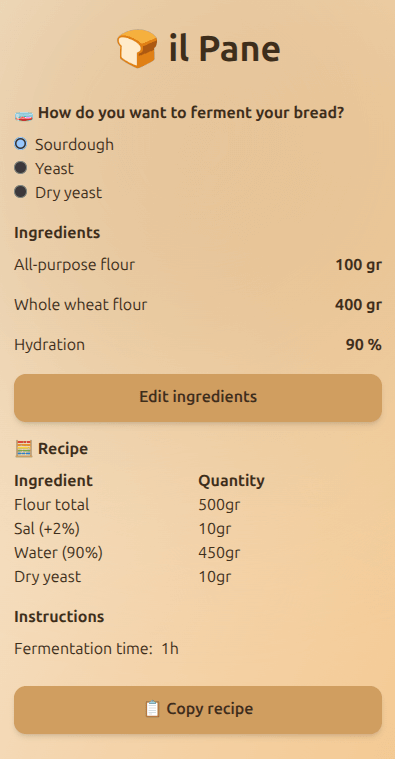 il Pane
How do you want to ferment your bread?
Sourdough
Yeast
Dry yeast
Ingredients
All-purpose flour 100 gr
Whole wheat flour 400 gr
Hydration 90 %
Edit ingredients
Recipe
Ingredient Quantity
Flour total 500gr
Sal (+2%) 10gr
Water (90%) 450gr
Dry yeast 10gr
Instructions
Fermentation time: 1h
Copy recipe